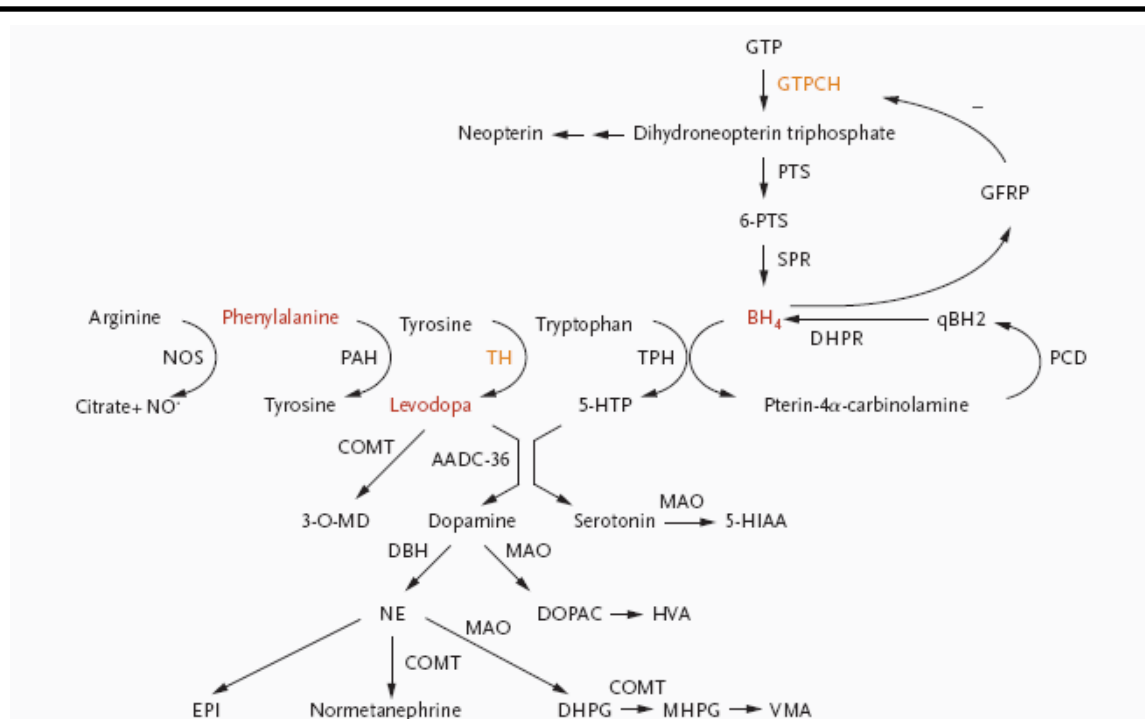 GTP
GTPCH
–
Neopterin Dihydroneopterin triphosphate
PTS
GFRP
6-PTS
SPR
Arginine Phenylalanine Tyrosine Tryptophan BH4 qBH2
DHPR
NOS PAH TH TPH PCD
Citrate+ NO- Tyrosine Levodopa 5-HTP Pterin-4α-carbinolamine
COMT
AADC-36
MAO
3-O-MD Dopamine Serotonin 5-HIAA
DBH MAO
NE DOPAC HVA
MAO
COMT
COMT
EPI Normetanephrine DHPG MHPG VMA